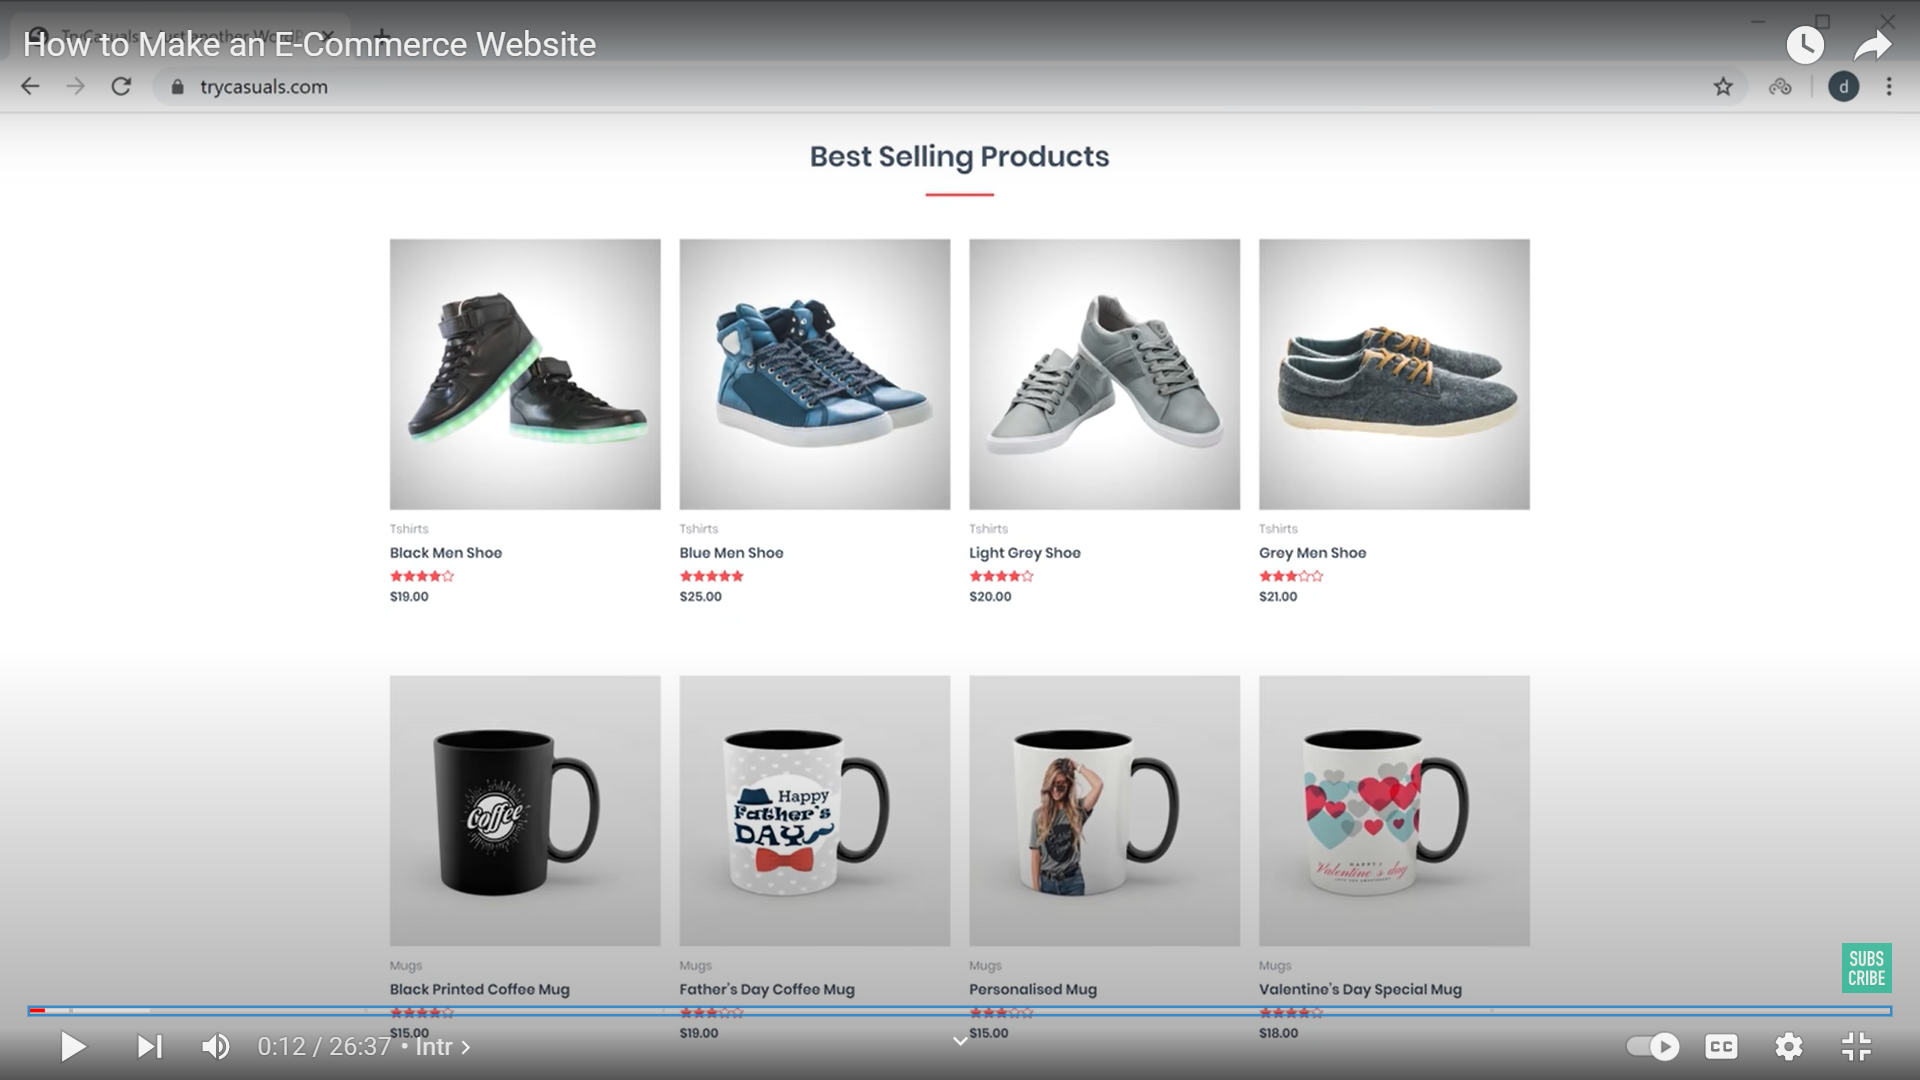 How to Make an E-Commerce Website
trycasuals.com
d
Best Selling Products
Tshirts
Black Men Shoe
$19.00
Tshirts
Blue Men Shoe
$25.00
Tshirts
Light Grey Shoe
$20.00
Tshirts
Grey Men Shoe
$21.00
Coffee
Happy
Father's
DAY
HAPPY
Valentine's day
Mugs
Black Printed Coffee Mug
$15.00
Mugs
Father's Day Coffee Mug
$19.00
Mugs
Personalised Mug
$15.00
Mugs
Valentine's Day Special Mug
$18.00
SUBS
CRIBE
0:12 / 26:37 • Intr
CC